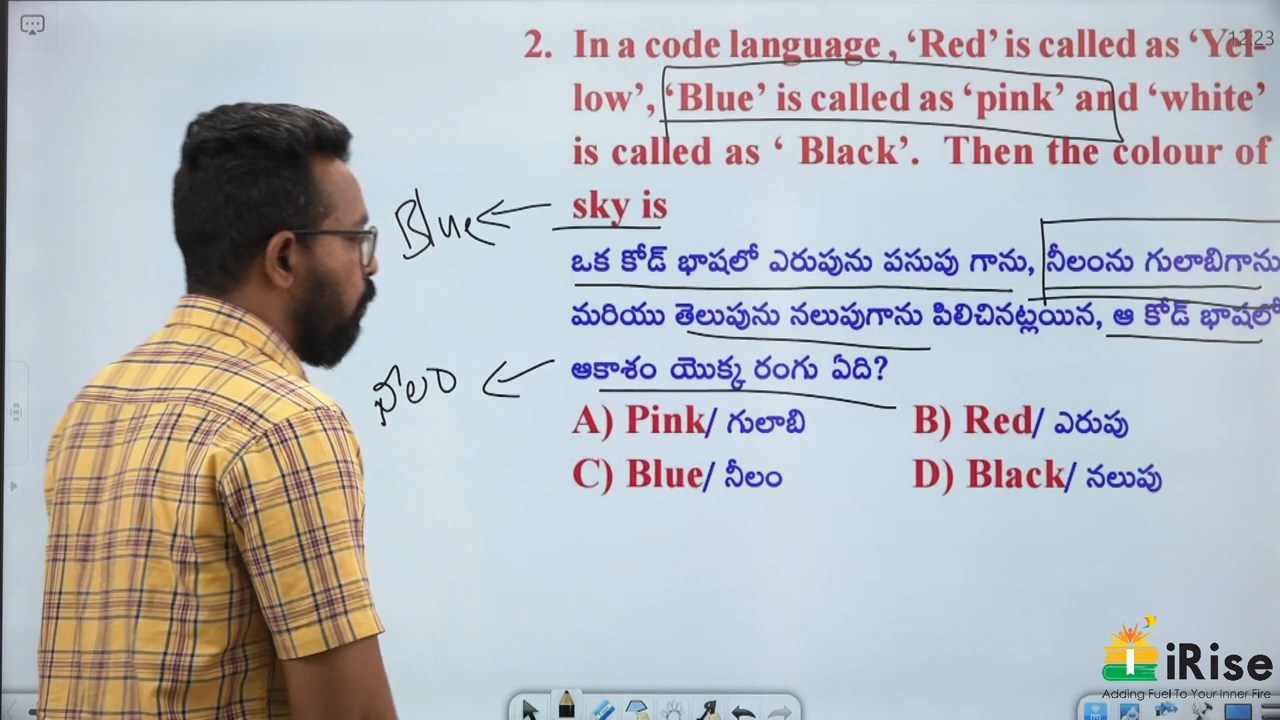 12:23
2. In a code language , ‘Red’ is called as ‘Yel-
low’, ‘Blue’ is called as ‘pink’ and ‘white’
is called as ‘ Black’. Then the colour of
sky is
Blue
ఒక కోడ్ భాషలో ఎరుపును పసుపు గాను, నీలంను గులాబిగాను
మరియు తెలుపును నలుపుగాను పిలిచినట్లయిన, ఆ కోడ్ భాషలో
ఆకాశం యొక్క రంగు ఏది?
నీలం
A) Pink/ గులాబి B) Red/ ఎరుపు
C) Blue/ నీలం D) Black/ నలుపు
iRise
Adding Fuel To Your Inner Fire